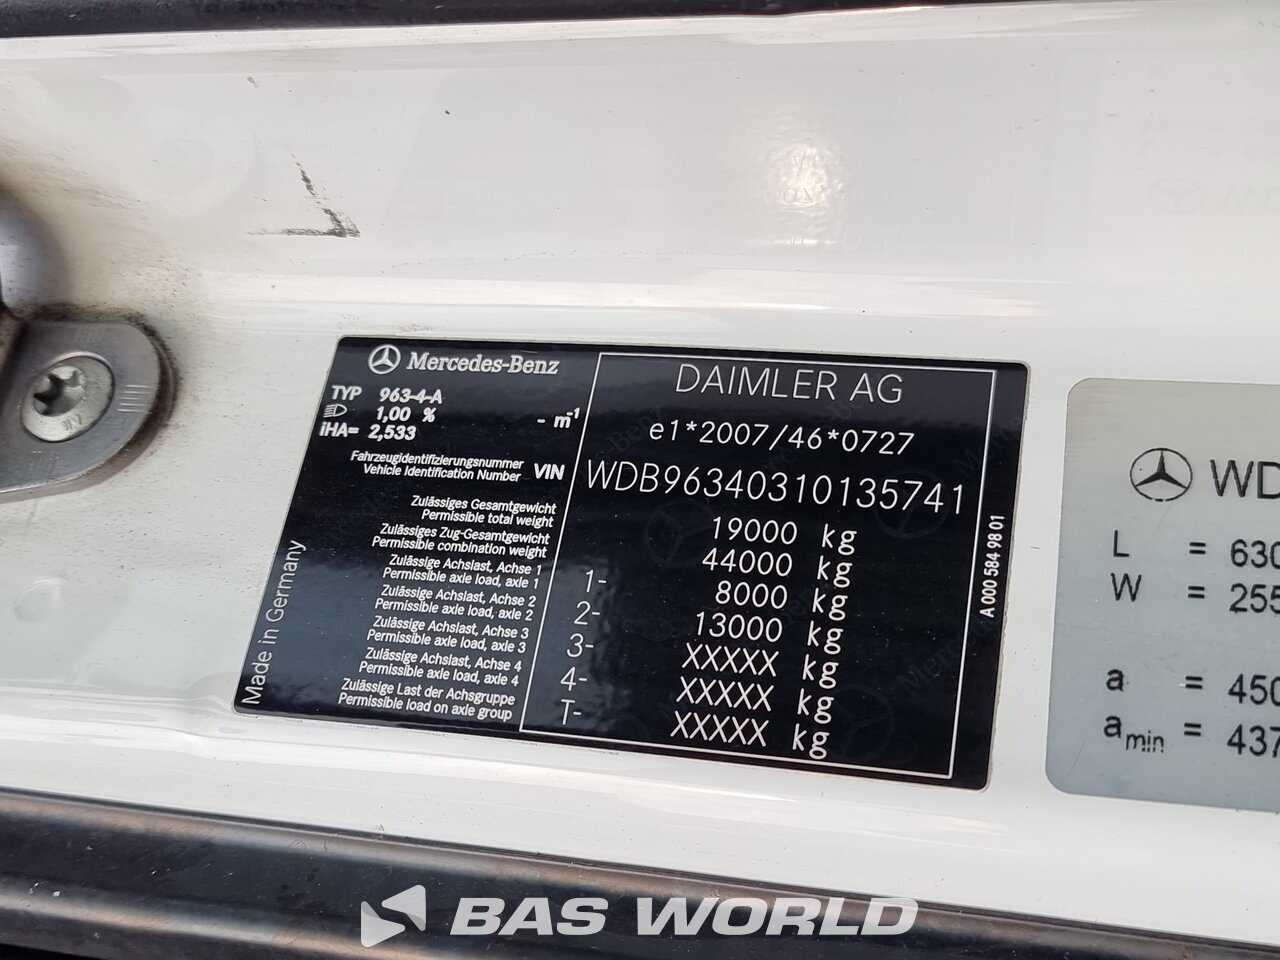 Mercedes-Benz
TYP 963-4-A
1,00 % - m⁻¹
iHA= 2,533
Fahrzeugidentifizierungsnummer
Vehicle Identification Number VIN
Zulässiges Gesamtgewicht
Permissible total weight
Zulässiges Zug-Gesamtgewicht
Permissible combination weight
Zulässige Achslast, Achse 1
Permissible axle load, axle 1
Zulässige Achslast, Achse 2
Permissible axle load, axle 2
Zulässige Achslast, Achse 3
Permissible axle load, axle 3
Zulässige Achslast, Achse 4
Permissible axle load, axle 4
Zulässige Last der Achsgruppe
Permissible load on axle group
Made in Germany
DAIMLER AG
e1*2007/46*0727
WDB96340310135741
19000 kg
44000 kg
1- 8000 kg
2- 13000 kg
3- XXXXX kg
4- XXXXX kg
T- XXXXX kg
A 000 584 98 01
WD
L = 630
W = 255
a = 450
a min = 437
BAS WORLD